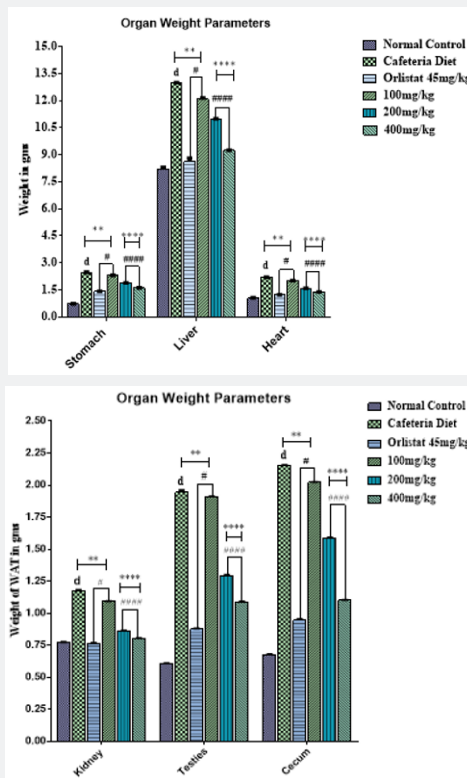 Organ Weight Parameters
15.0
13.5
12.0
10.5
9.0
7.5
6.0
4.5
3.0
1.5
0.0
Weight in gms
** **** d # ####
** **** d # ####
** **** d # ####
Stomach
Liver
Heart
Normal Control
Cafeteria Diet
Orlistat 45mg/kg
100mg/kg
200mg/kg
400mg/kg
Organ Weight Parameters
2.50
2.25
2.00
1.75
1.50
1.25
1.00
0.75
0.50
0.25
0.00
Weight of WAT in gms
** **** d # ####
** **** d # ####
** **** d # ####
Kidney
Testies
Cecum
Normal Control
Cafeteria Diet
Orlistat 45mg/kg
100mg/kg
200mg/kg
400mg/kg